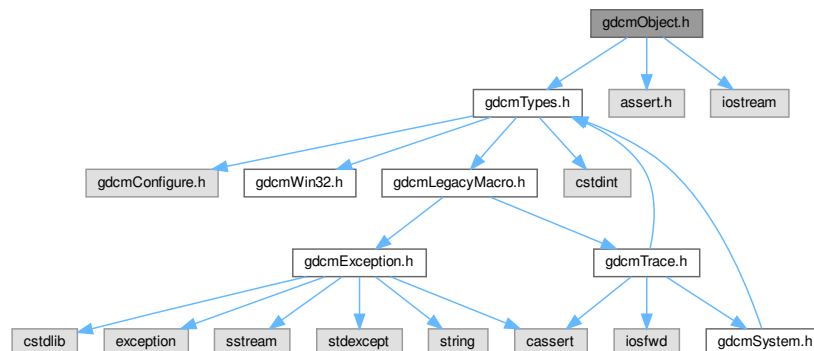 gdcmObject.h
gdcmTypes.h
assert.h
iostream
gdcmConfigure.h
gdcmWin32.h
gdcmLegacyMacro.h
cstdint
gdcmException.h
gdcmTrace.h
cstdlib
exception
sstream
stdexcept
string
cassert
iosfwd
gdcmSystem.h